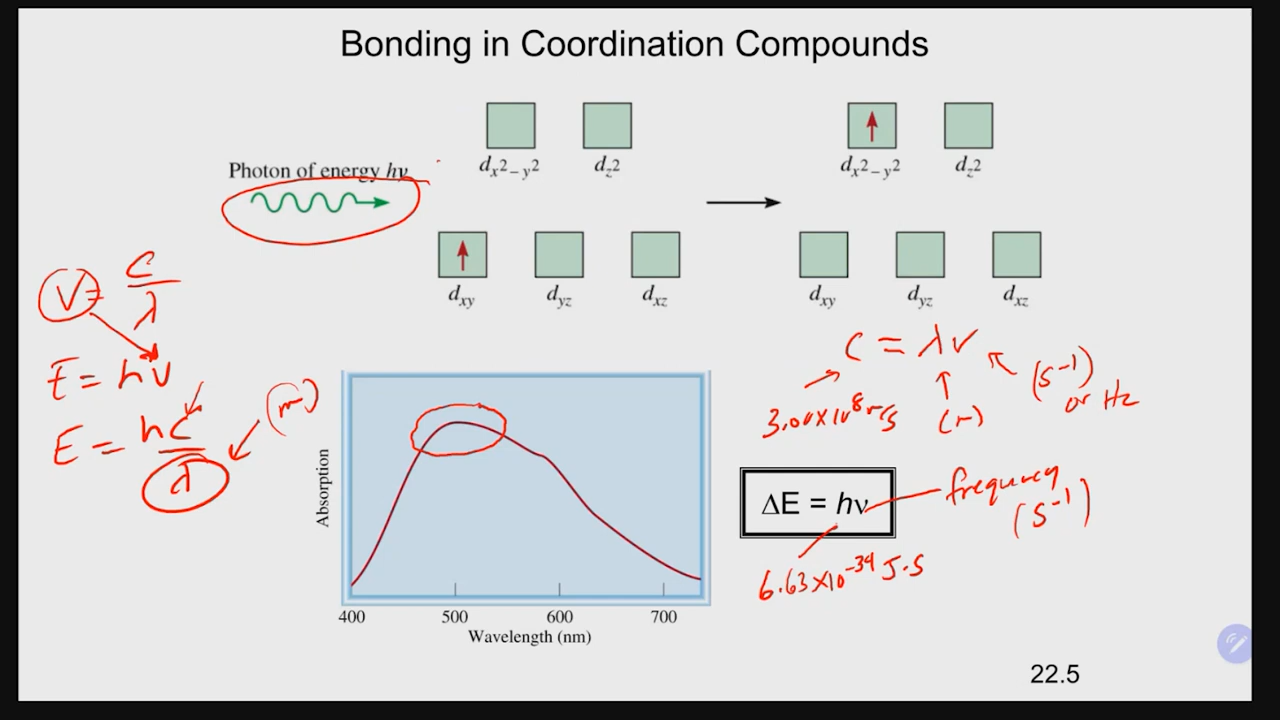 Bonding in Coordination Compounds
Photon of energy hν
dx²−y² dz²
dxy dyz dxz
dx²−y² dz²
dxy dyz dxz
ν = c/λ
E = hν
E = hc/λ
(m)
c = λν
3.00×10⁸ m/s
(m)
(S⁻¹)
or Hz
ΔE = hν
frequency
(S⁻¹)
6.63×10⁻³⁴ J·S
Absorption
400 500 600 700
Wavelength (nm)
22.5